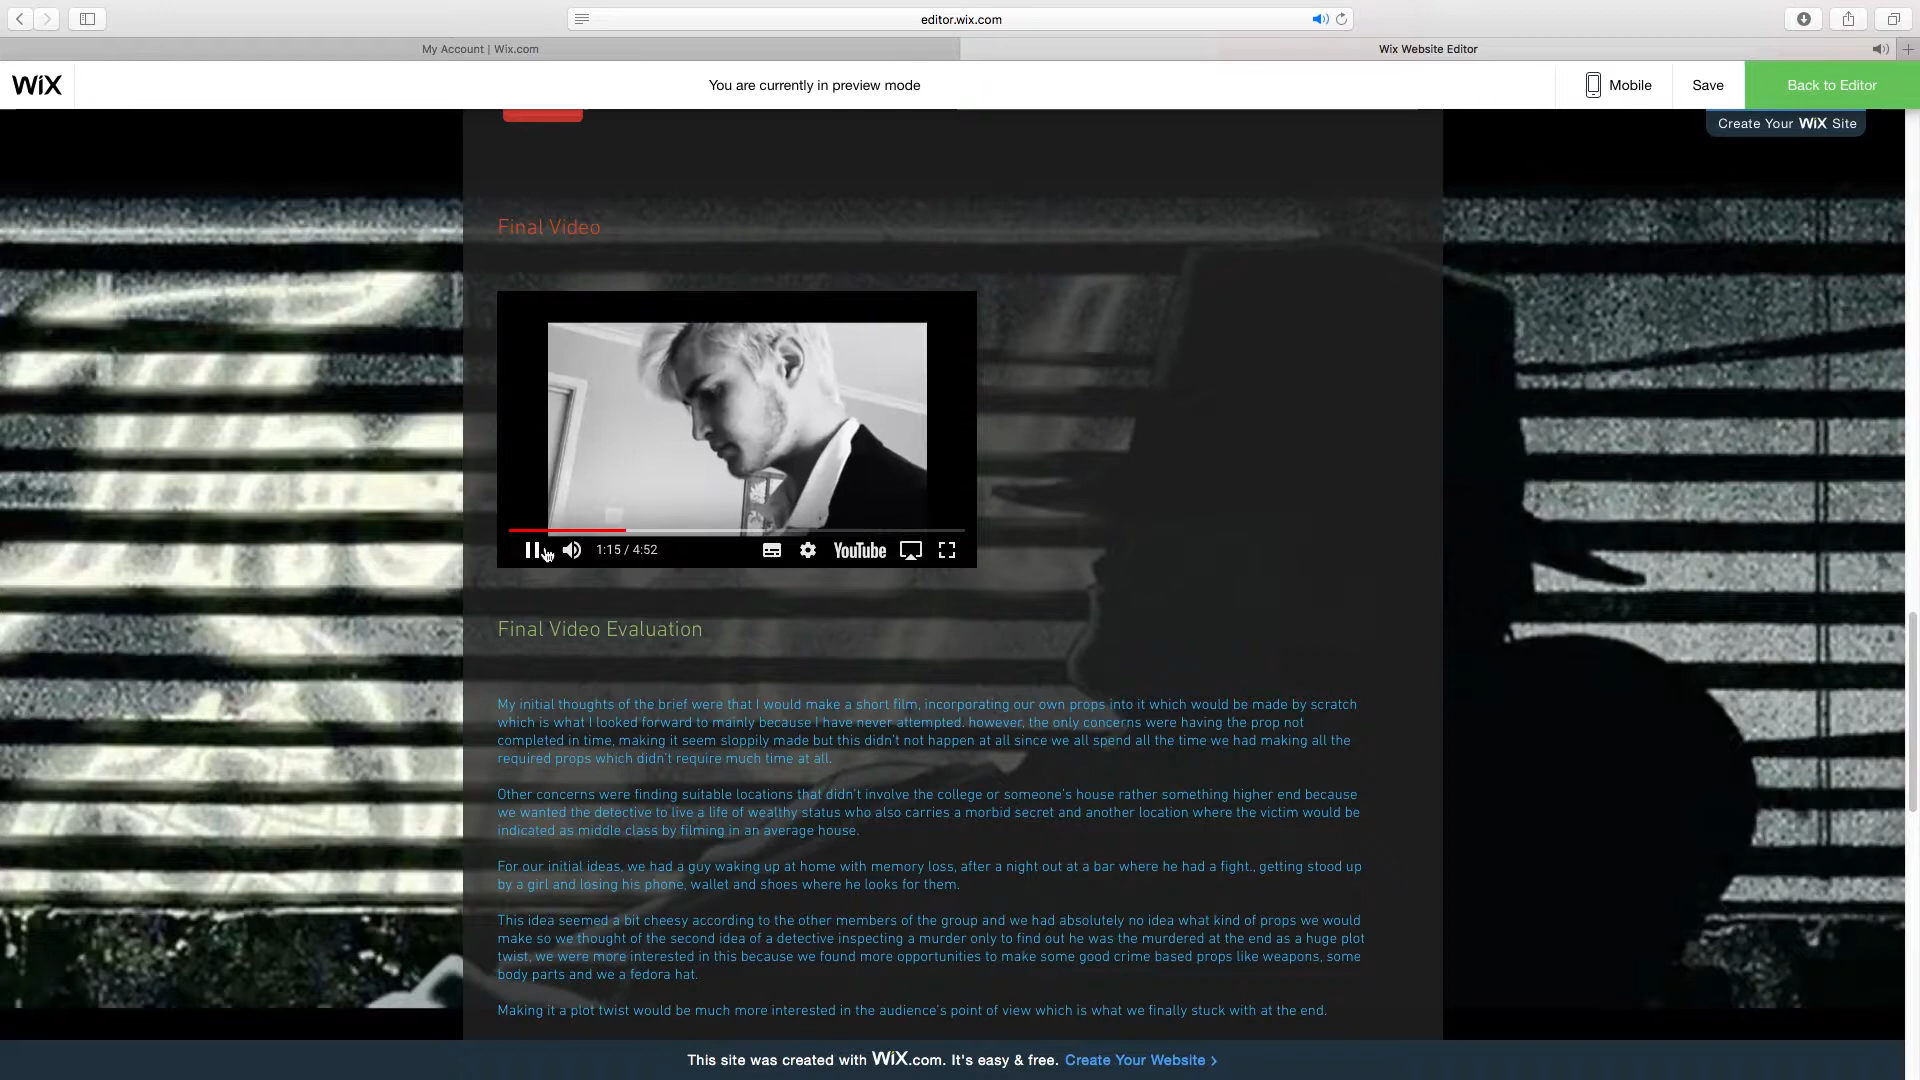 editor.wix.com
My Account | Wix.com
Wix Website Editor
WiX
You are currently in preview mode
Mobile
Save
Back to Editor
Create Your WiX Site
Final Video
1:15 / 4:52
YouTube
Final Video Evaluation
My initial thoughts of the brief were that I would make a short film, incorporating our own props into it which would be made by scratch
which is what I looked forward to mainly because I have never attempted. however, the only concerns were having the prop not
completed in time, making it seem sloppily made but this didn't not happen at all since we all spend all the time we had making all the
required props which didn't require much time at all.
Other concerns were finding suitable locations that didn't involve the college or someone's house rather something higher end because
we wanted the detective to live a life of wealthy status who also carries a morbid secret and another location where the victim would be
indicated as middle class by filming in an average house.
For our initial ideas, we had a guy waking up at home with memory loss, after a night out at a bar where he had a fight., getting stood up
by a girl and losing his phone, wallet and shoes where he looks for them.
This idea seemed a bit cheesy according to the other members of the group and we had absolutely no idea what kind of props we would
make so we thought of the second idea of a detective inspecting a murder only to find out he was the murdered at the end as a huge plot
twist, we were more interested in this because we found more opportunities to make some good crime based props like weapons, some
body parts and we a fedora hat.
Making it a plot twist would be much more interested in the audience's point of view which is what we finally stuck with at the end.
This site was created with WiX.com. It's easy & free. Create Your Website >